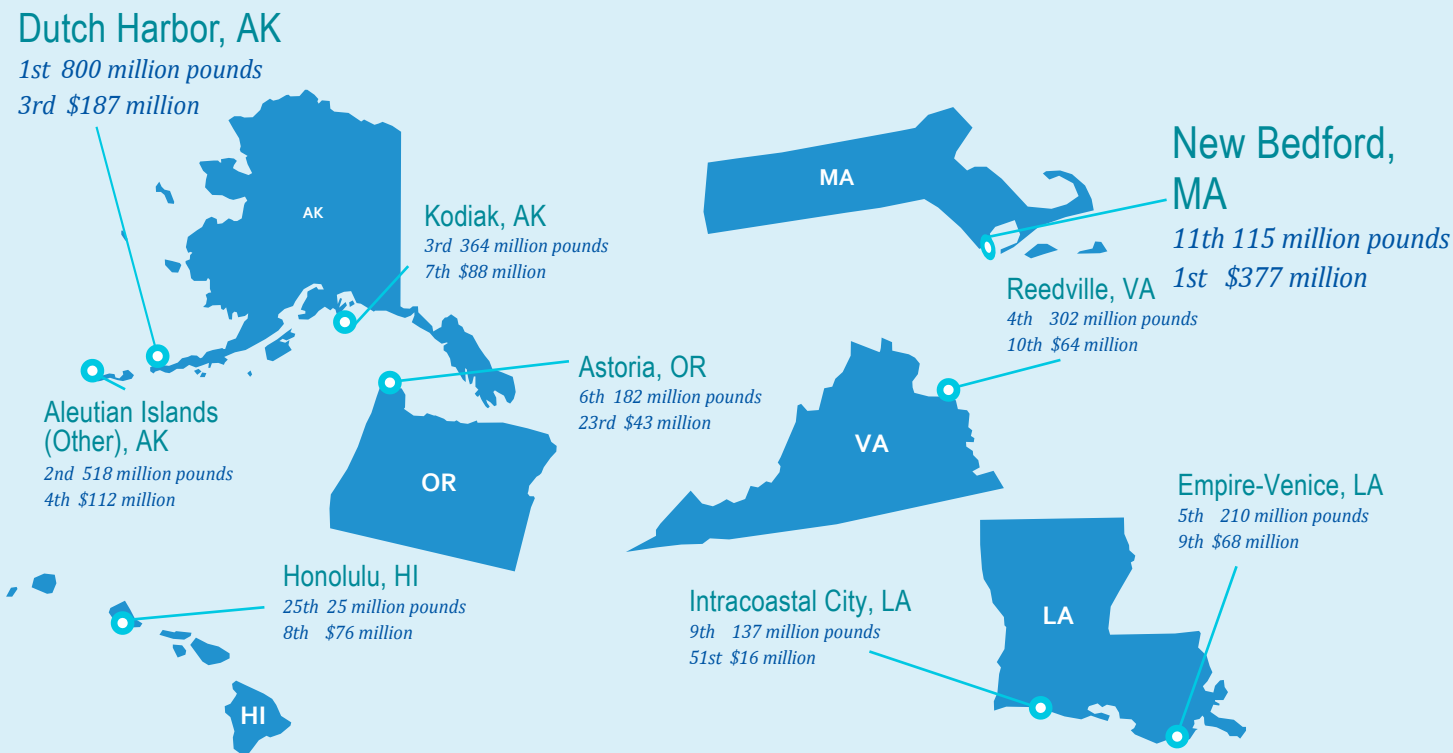 Dutch Harbor, AK
1st 800 million pounds
3rd $187 million
AK
Kodiak, AK
3rd 364 million pounds
7th $88 million
MA
New Bedford,
MA
11th 115 million pounds
1st $377 million
Reedville, VA
4th 302 million pounds
10th $64 million
Aleutian Islands
(Other), AK
2nd 518 million pounds
4th $112 million
Astoria, OR
6th 182 million pounds
23rd $43 million
OR
VA
Empire-Venice, LA
5th 210 million pounds
9th $68 million
Honolulu, HI
25th 25 million pounds
8th $76 million
HI
Intracoastal City, LA
9th 137 million pounds
51st $16 million
LA